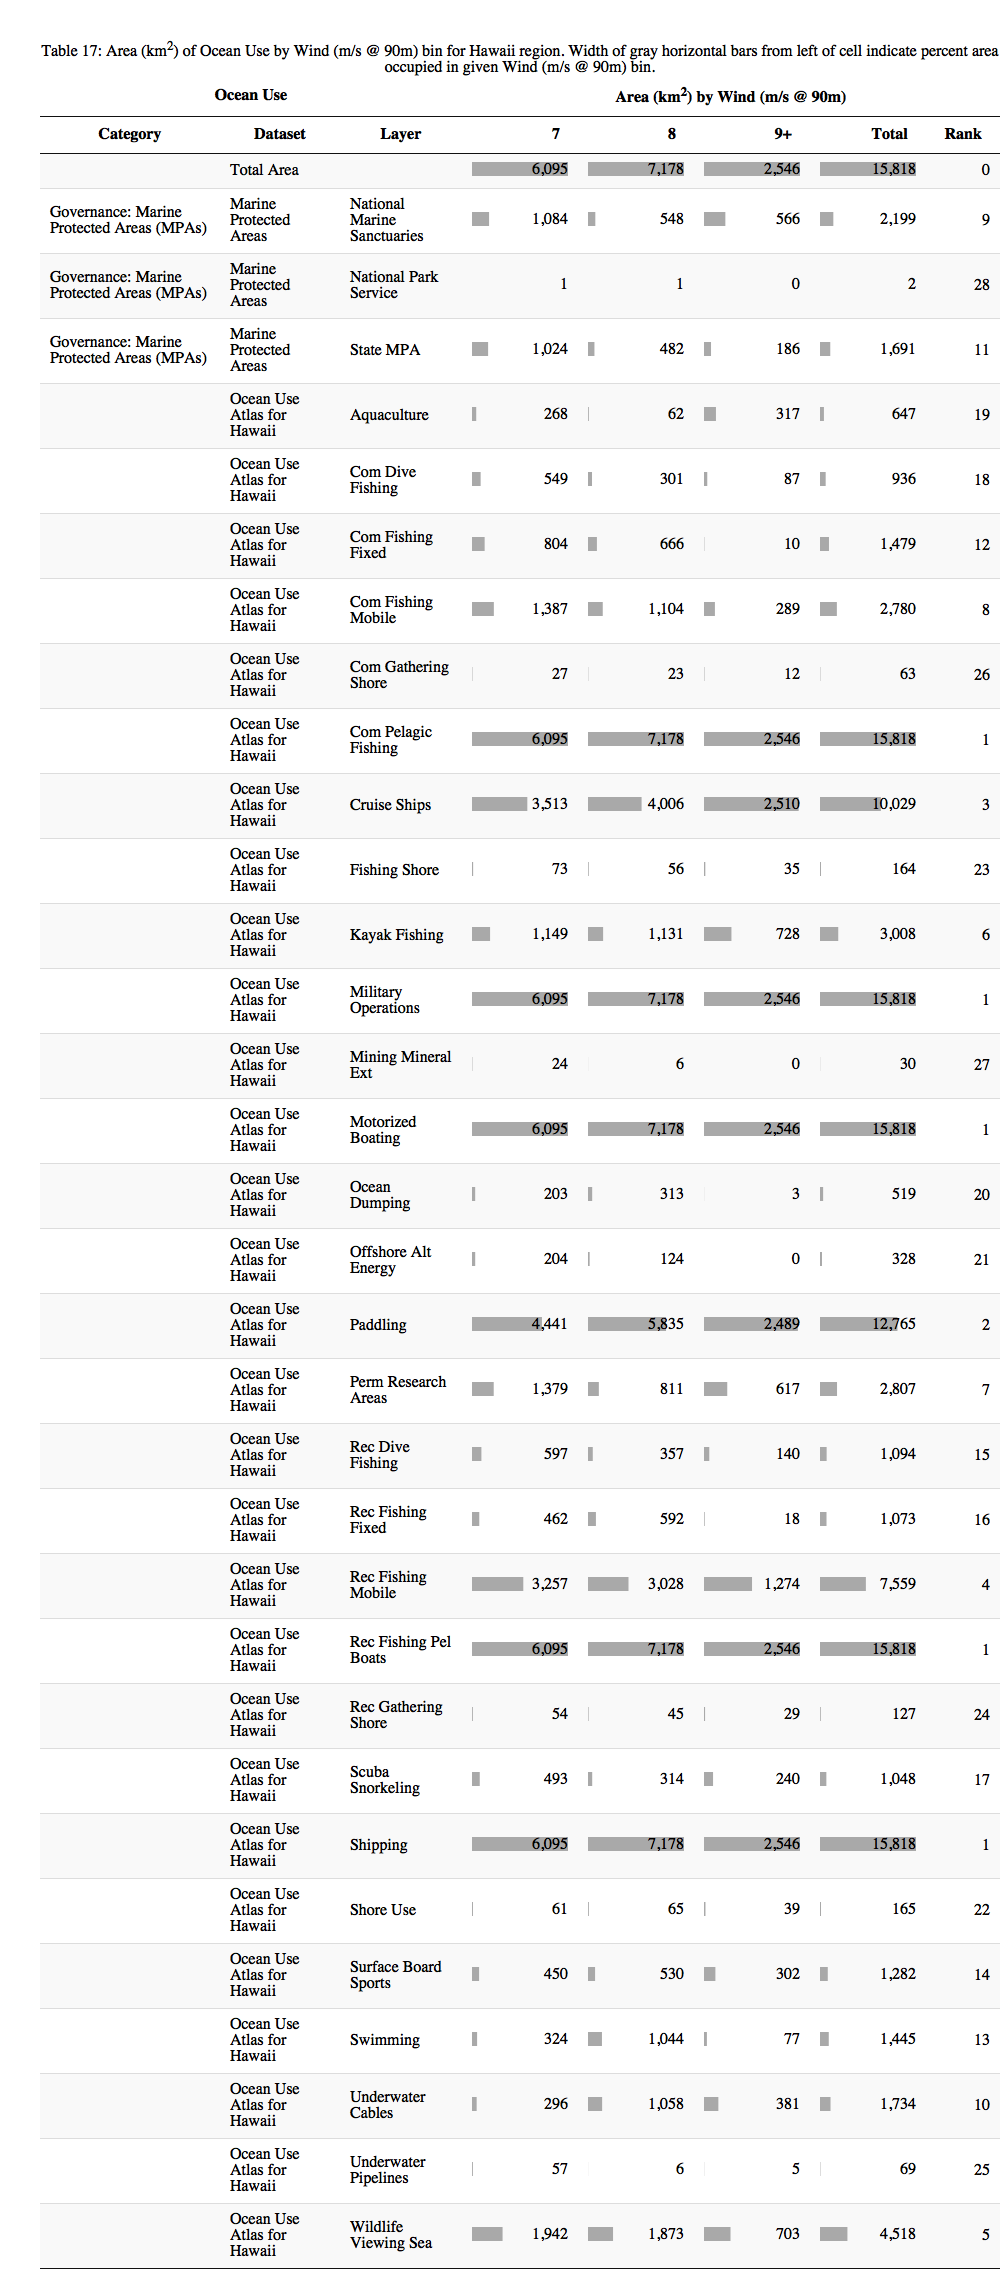 Table 17: Area (km2) of Ocean Use by Wind (m/s @ 90m) bin for Hawaii region. Width of gray horizontal bars from left of cell indicate percent area
occupied in given Wind (m/s @ 90m) bin.
Ocean Use Area (km2) by Wind (m/s @ 90m)
Category Dataset Layer 7 8 9+ Total Rank
Total Area 6,095 7,178 2,546 15,818 0
Governance: Marine
Protected Areas (MPAs)
Marine
Protected
Areas
National
Marine
Sanctuaries
1,084 548 566 2,199 9
Governance: Marine
Protected Areas (MPAs)
Marine
Protected
Areas
National Park
Service
1 1 0 2 28
Governance: Marine
Protected Areas (MPAs)
Marine
Protected
Areas
State MPA 1,024 482 186 1,691 11
Ocean Use
Atlas for
Hawaii
Aquaculture 268 62 317 647 19
Ocean Use
Atlas for
Hawaii
Com Dive
Fishing
549 301 87 936 18
Ocean Use
Atlas for
Hawaii
Com Fishing
Fixed
804 666 10 1,479 12
Ocean Use
Atlas for
Hawaii
Com Fishing
Mobile
1,387 1,104 289 2,780 8
Ocean Use
Atlas for
Hawaii
Com Gathering
Shore
27 23 12 63 26
Ocean Use
Atlas for
Hawaii
Com Pelagic
Fishing
6,095 7,178 2,546 15,818 1
Ocean Use
Atlas for
Hawaii
Cruise Ships 3,513 4,006 2,510 10,029 3
Ocean Use
Atlas for
Hawaii
Fishing Shore 73 56 35 164 23
Ocean Use
Atlas for
Hawaii
Kayak Fishing 1,149 1,131 728 3,008 6
Ocean Use
Atlas for
Hawaii
Military
Operations
6,095 7,178 2,546 15,818 1
Ocean Use
Atlas for
Hawaii
Mining Mineral
Ext
24 6 0 30 27
Ocean Use
Atlas for
Hawaii
Motorized
Boating
6,095 7,178 2,546 15,818 1
Ocean Use
Atlas for
Hawaii
Ocean
Dumping
203 313 3 519 20
Ocean Use
Atlas for
Hawaii
Offshore Alt
Energy
204 124 0 328 21
Ocean Use
Atlas for
Hawaii
Paddling 4,441 5,835 2,489 12,765 2
Ocean Use
Atlas for
Hawaii
Perm Research
Areas
1,379 811 617 2,807 7
Ocean Use
Atlas for
Hawaii
Rec Dive
Fishing
597 357 140 1,094 15
Ocean Use
Atlas for
Hawaii
Rec Fishing
Fixed
462 592 18 1,073 16
Ocean Use
Atlas for
Hawaii
Rec Fishing
Mobile
3,257 3,028 1,274 7,559 4
Ocean Use
Atlas for
Hawaii
Rec Fishing Pel
Boats
6,095 7,178 2,546 15,818 1
Ocean Use
Atlas for
Hawaii
Rec Gathering
Shore
54 45 29 127 24
Ocean Use
Atlas for
Hawaii
Scuba
Snorkeling
493 314 240 1,048 17
Ocean Use
Atlas for
Hawaii
Shipping 6,095 7,178 2,546 15,818 1
Ocean Use
Atlas for
Hawaii
Shore Use 61 65 39 165 22
Ocean Use
Atlas for
Hawaii
Surface Board
Sports
450 530 302 1,282 14
Ocean Use
Atlas for
Hawaii
Swimming 324 1,044 77 1,445 13
Ocean Use
Atlas for
Hawaii
Underwater
Cables
296 1,058 381 1,734 10
Ocean Use
Atlas for
Hawaii
Underwater
Pipelines
57 6 5 69 25
Ocean Use
Atlas for
Hawaii
Wildlife
Viewing Sea
1,942 1,873 703 4,518 5